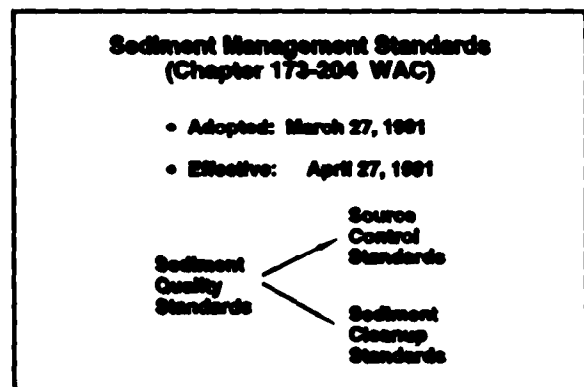 Sediment Management Standards
(Chapter 173-204 WAC)
• Adopted: March 27, 1991
• Effective: April 27, 1991
Sediment
Quality
Standards
Source
Control
Standards
Sediment
Cleanup
Standards